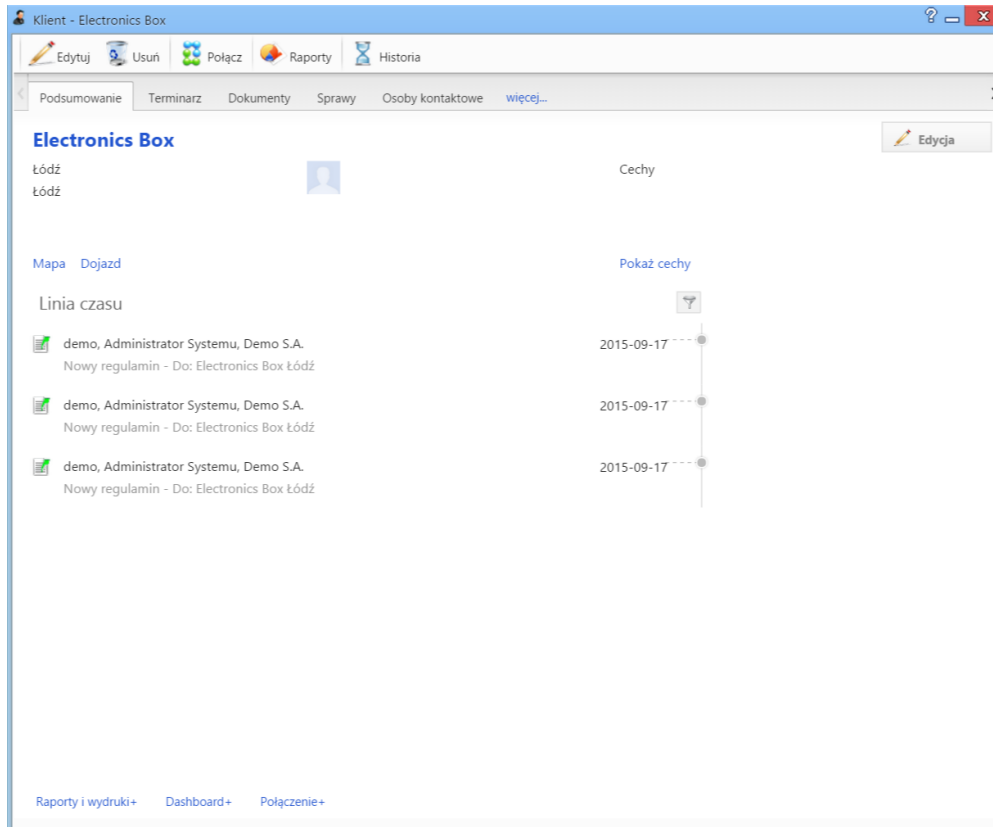 Klient - Electronics Box
?
x
Edytuj Usuń Połącz Raporty Historia
Podsumowanie Terminarz Dokumenty Sprawy Osoby kontaktowe więcej...
Electronics Box
Edycja
Łódź
Cechy
Łódź
Mapa Dojazd
Pokaż cechy
Linia czasu
demo, Administrator Systemu, Demo S.A. 2015-09-17
Nowy regulamin - Do: Electronics Box Łódź
demo, Administrator Systemu, Demo S.A. 2015-09-17
Nowy regulamin - Do: Electronics Box Łódź
demo, Administrator Systemu, Demo S.A. 2015-09-17
Nowy regulamin - Do: Electronics Box Łódź
Raporty i wydruki+ Dashboard+ Połączenie+